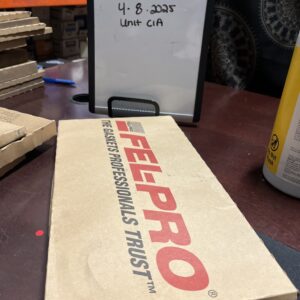 4.8.2025
Unit C1A
FEL-PRO®
THE GASKETS PROFESSIONALS TRUST™